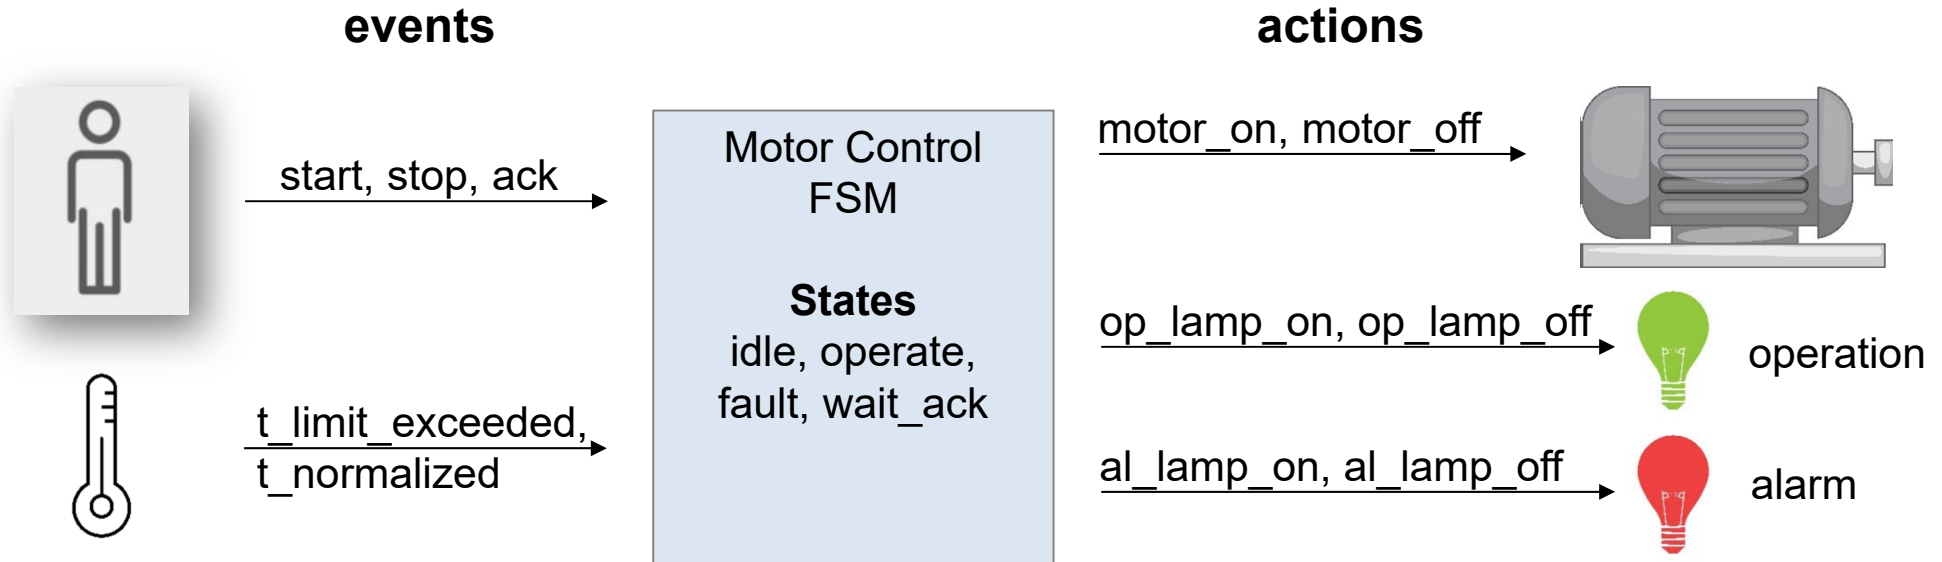 events
actions
start, stop, ack
t_limit_exceeded,
t_normalized
Motor Control
FSM
States
idle, operate,
fault, wait_ack
motor_on, motor_off
op_lamp_on, op_lamp_off
operation
al_lamp_on, al_lamp_off
alarm